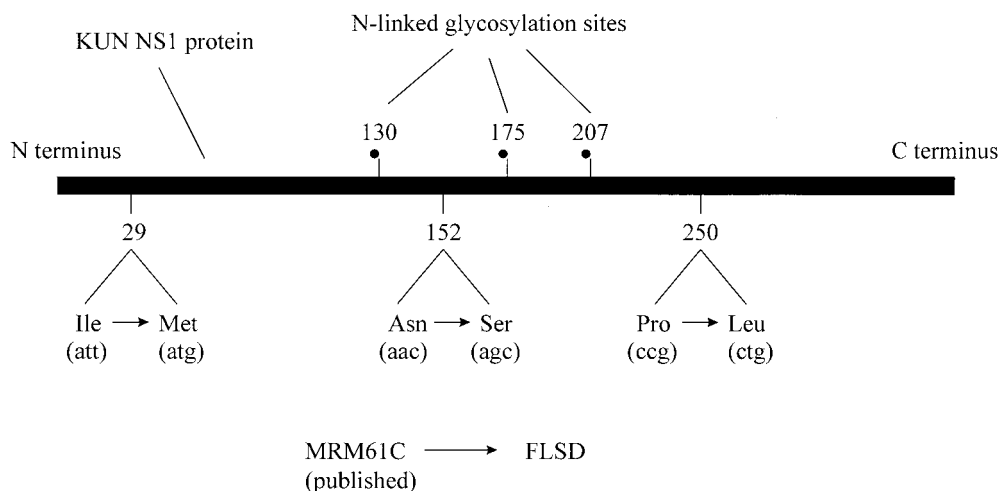 N-linked glycosylation sites
KUN NS1 protein
130 175 207
N terminus C terminus
29 152 250
Ile Met Asn Ser Pro Leu
(att) (atg) (aac) (agc) (ccg) (ctg)
MRM61C FLSD
(published)